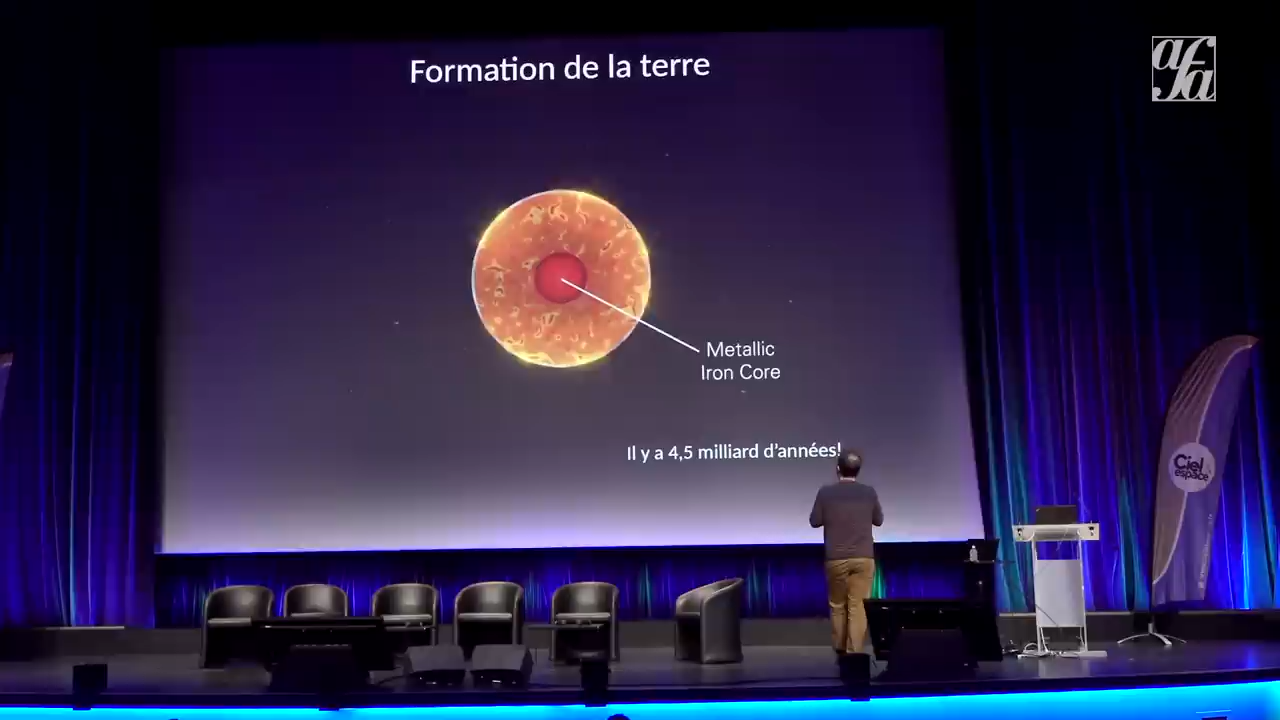 Formation de la terre
afa
Metallic
Iron Core
Il y a 4,5 milliard d'années!
Ciel
espace